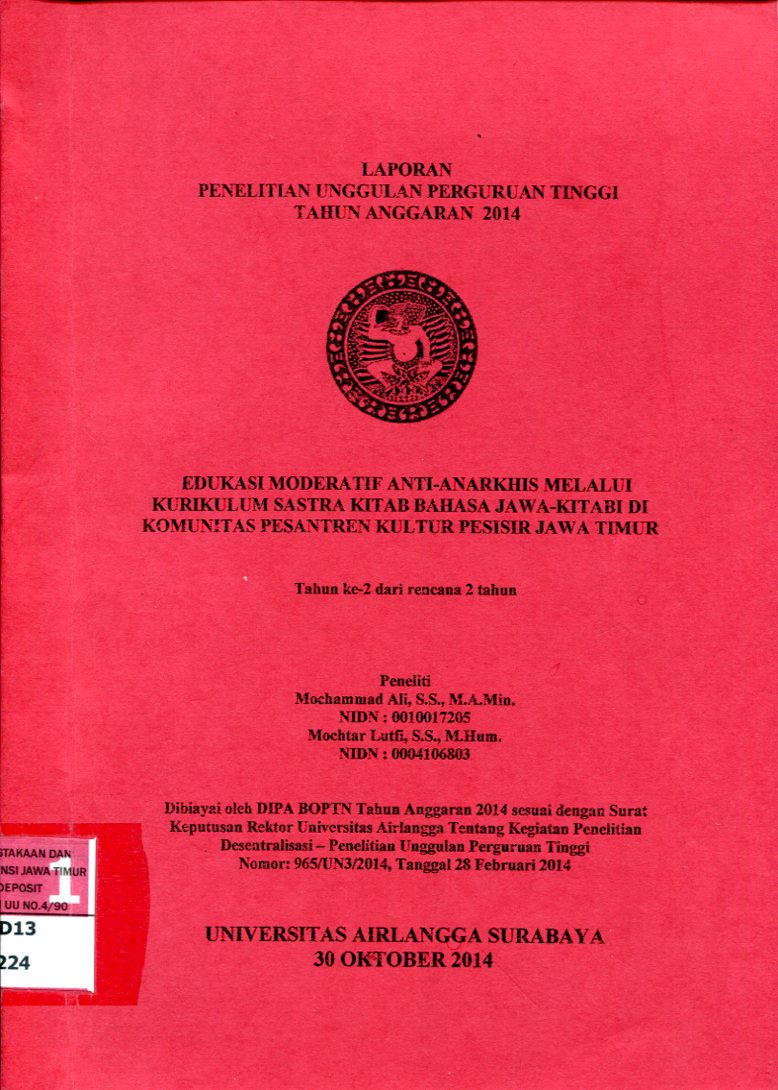 LAPORAN
PENELITIAN UNGGULAN PERGURUAN TINGGI
TAHUN ANGGARAN 2014
EDUKASI MODERATIF ANTI-ANARKHIS MELALUI
KURIKULUM SASTRA KITAB BAHASA JAWA-KITABI DI
KOMUNITAS PESANTREN KULTUR PESISIR JAWA TIMUR
Tahun ke-2 dari rencana 2 tahun
Peneliti
Mochammad Ali, S.S., M.A.Min.
NIDN : 0010017205
Mochtar Lutfi, S.S., M.Hum.
NIDN : 0004106803
Dibiayai oleh DIPA BOPTN Tahun Anggaran 2014 sesuai dengan Surat
Keputusan Rektor Universitas Airlangga Tentang Kegiatan Penelitian
Desentralisasi – Penelitian Unggulan Perguruan Tinggi
Nomor: 965/UN3/2014, Tanggal 28 Februari 2014
UNIVERSITAS AIRLANGGA SURABAYA
30 OKTOBER 2014
STAKAAN DAN
NSI JAWA TIMUR
DEPOSIT
UU NO.4/90
1
D13
224